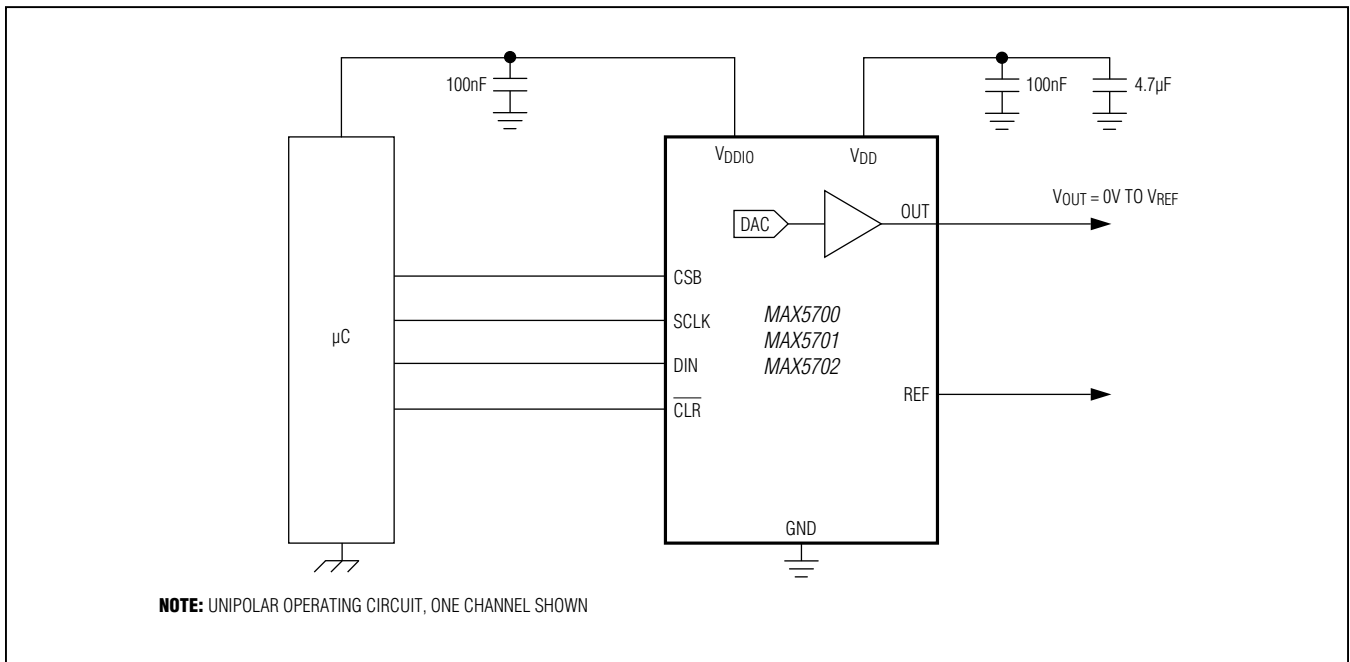 100nF
100nF
4.7µF
VDDIO
VDD
VOUT = 0V TO VREF
DAC
OUT
CSB
SCLK
µC
MAX5700
MAX5701
MAX5702
DIN
REF
CLR
GND
NOTE: UNIPOLAR OPERATING CIRCUIT, ONE CHANNEL SHOWN